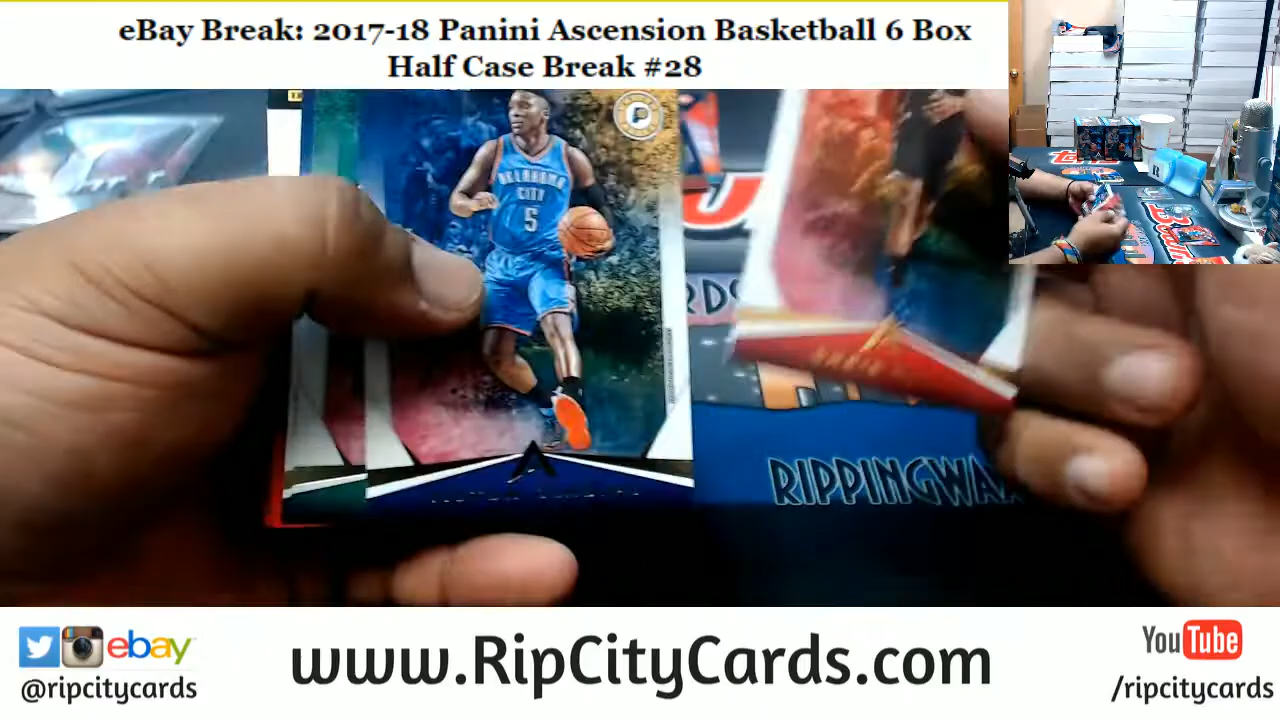 eBay Break: 2017-18 Panini Ascension Basketball 6 Box
Half Case Break #28
OKLAHOMA
CITY
5
RIPPINGWAX
www.RipCityCards.com
ebay
@ripcitycards
YouTube
/ripcitycards